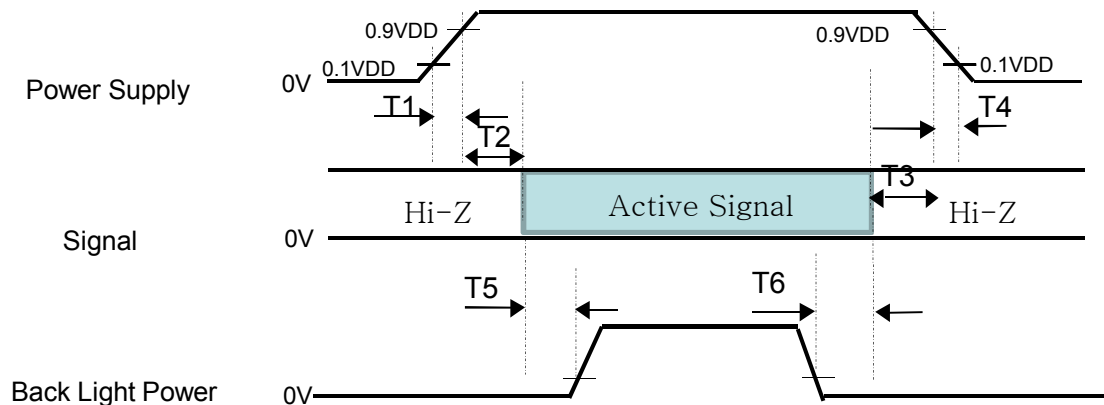 0.9VDD
0.9VDD
0.1VDD
0.1VDD
Power Supply
0V
T1
T2
T4
T3
Hi-Z
Active Signal
Hi-Z
Signal
0V
T5
T6
Back Light Power
0V